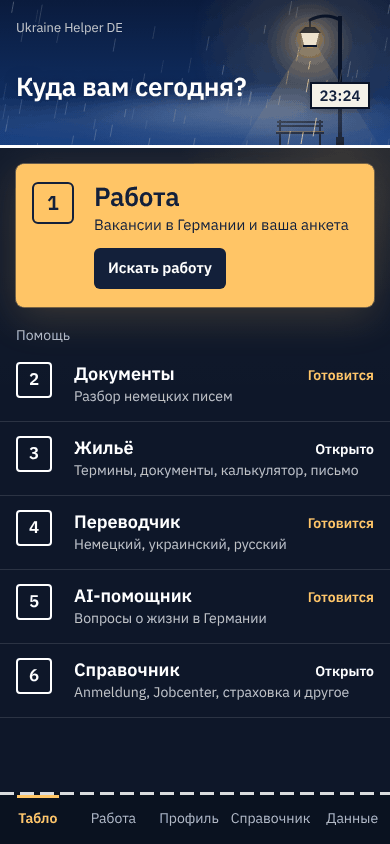 Ukraine Helper DE
Куда вам сегодня?
23:24
1
Работа
Вакансии в Германии и ваша анкета
Искать работу
Помощь
2
Документы
Готовится
Разбор немецких писем
3
Жильё
Открыто
Термины, документы, калькулятор, письмо
4
Переводчик
Готовится
Немецкий, украинский, русский
5
AI-помощник
Готовится
Вопросы о жизни в Германии
6
Справочник
Открыто
Anmeldung, Jobcenter, страховка и другое
Табло Работа Профиль Справочник Данные